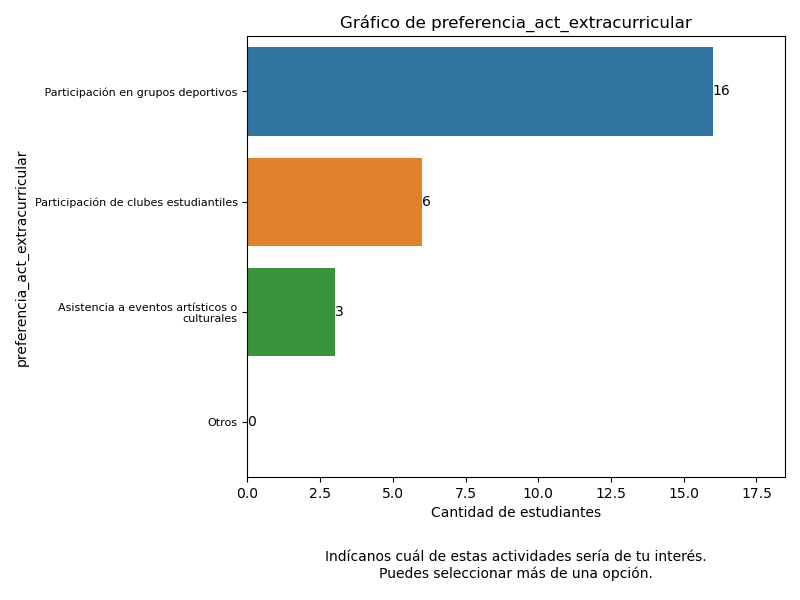 Gráfico de preferencia_act_extracurricular
preferencia_act_extracurricular
Participación en grupos deportivos
16
Participación de clubes estudiantiles
6
Asistencia a eventos artísticos o
culturales
3
Otros
0
0.0 2.5 5.0 7.5 10.0 12.5 15.0 17.5
Cantidad de estudiantes
Indícanos cuál de estas actividades sería de tu interés.
Puedes seleccionar más de una opción.